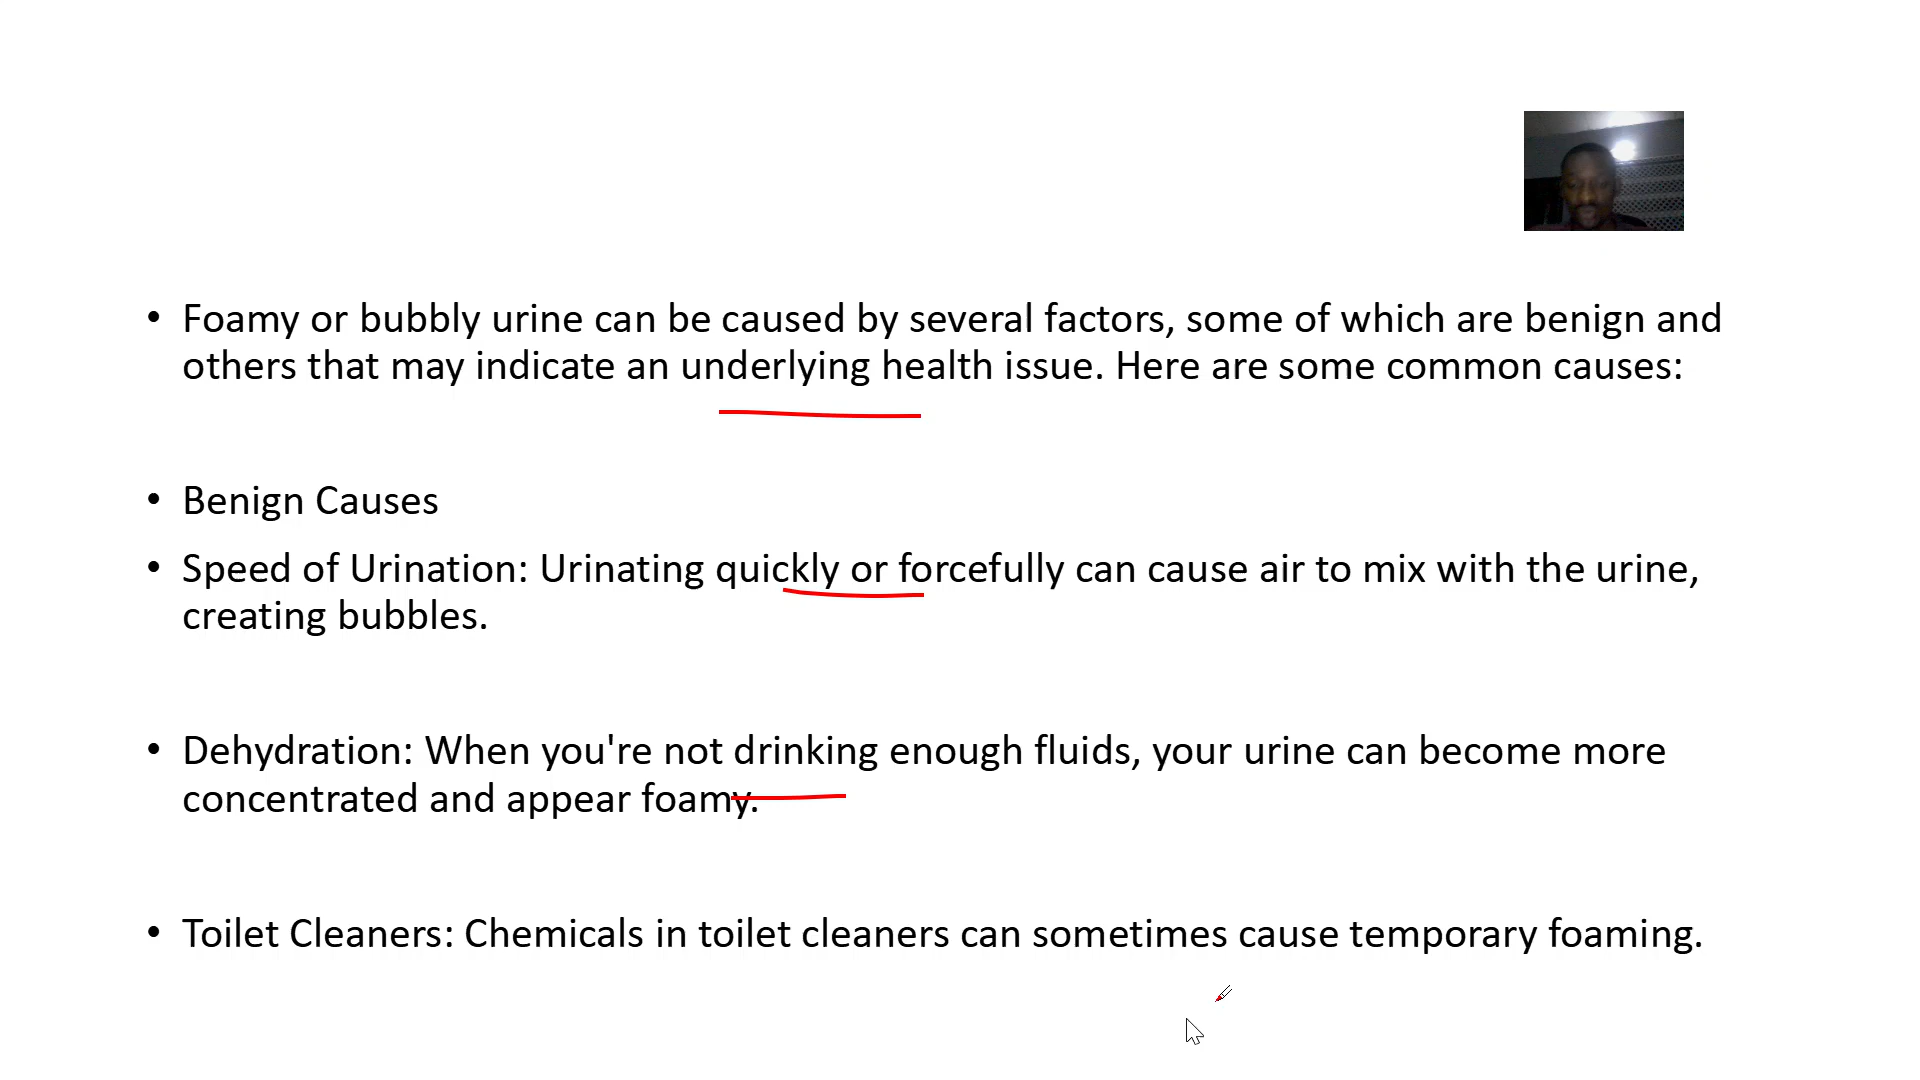 • Foamy or bubbly urine can be caused by several factors, some of which are benign and
others that may indicate an underlying health issue. Here are some common causes:
• Benign Causes
• Speed of Urination: Urinating quickly or forcefully can cause air to mix with the urine,
creating bubbles.
• Dehydration: When you're not drinking enough fluids, your urine can become more
concentrated and appear foamy.
• Toilet Cleaners: Chemicals in toilet cleaners can sometimes cause temporary foaming.